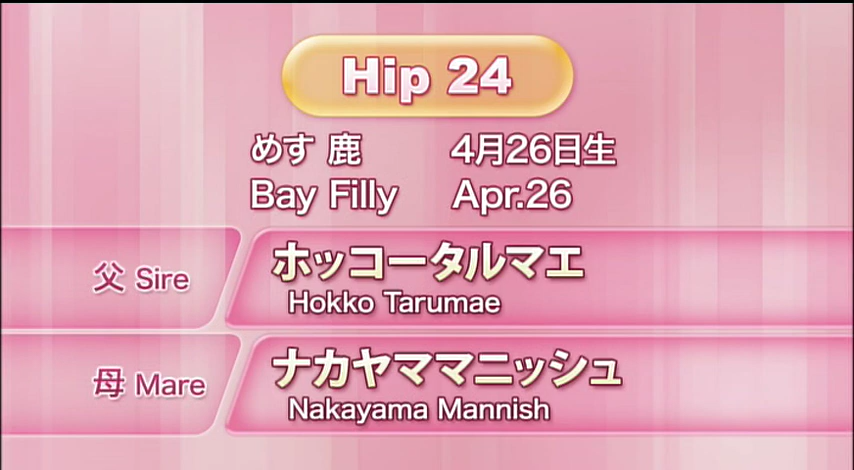 Hip 24
めす 鹿 4月26日生
Bay Filly Apr.26
父 Sire ホッコータルマエ
Hokko Tarumae
母 Mare ナカヤママニッシュ
Nakayama Mannish